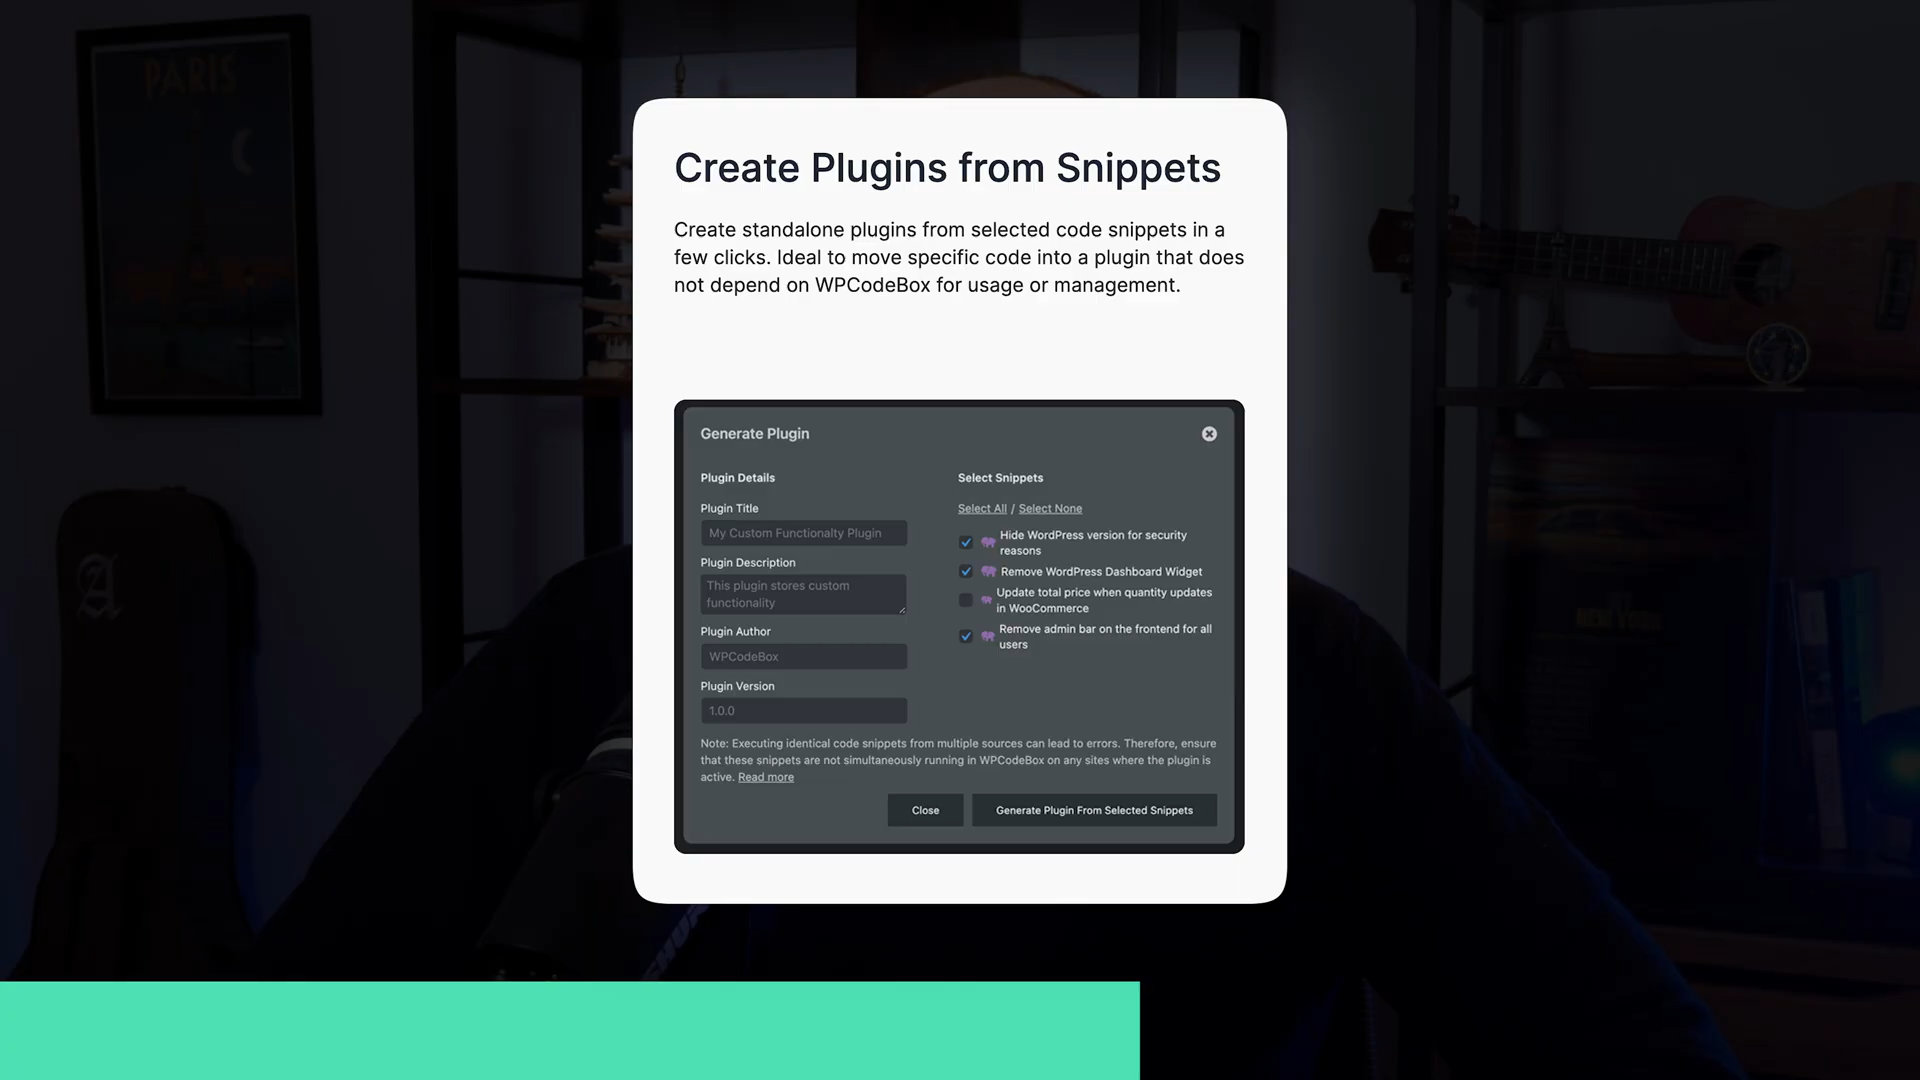 PARIS
Create Plugins from Snippets
Create standalone plugins from selected code snippets in a
few clicks. Ideal to move specific code into a plugin that does
not depend on WPCodeBox for usage or management.
Generate Plugin
Plugin Details
Plugin Title
My Custom Functionalty Plugin
Plugin Description
This plugin stores custom
functionality
Plugin Author
WPCodeBox
Plugin Version
1.0.0
Select Snippets
Select All / Select None
Hide WordPress version for security
reasons
Remove WordPress Dashboard Widget
Update total price when quantity updates
in WooCommerce
Remove admin bar on the frontend for all
users
Note: Executing identical code snippets from multiple sources can lead to errors. Therefore, ensure
that these snippets are not simultaneously running in WPCodeBox on any sites where the plugin is
active. Read more
Close
Generate Plugin From Selected Snippets
A
SHUR
NEW YORK